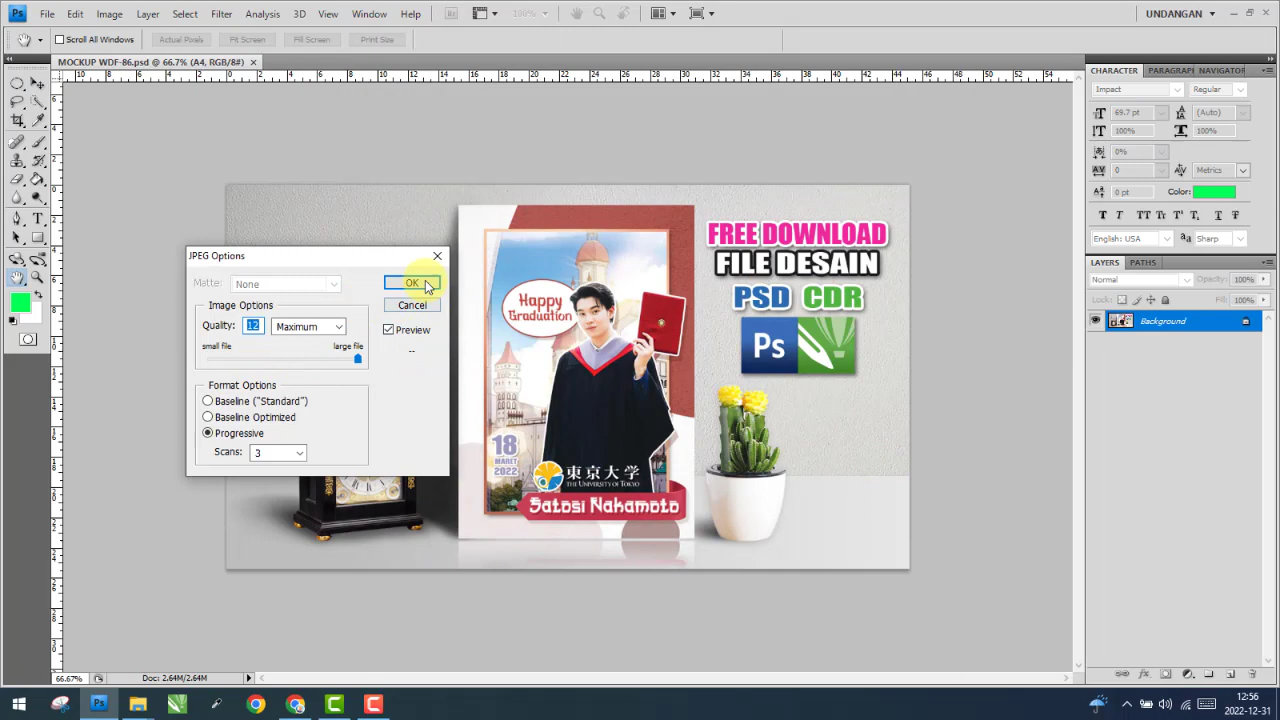 Ps
File
Edit
Image
Layer
Select
Filter
Analysis
3D
View
Window
Help
Br
100%
UNDANGAN
Scroll All Windows
Actual Pixels
Fit Screen
Fill Screen
Print Size
MOCKUP WDF-86.psd @ 66.7% (A4, RGB/8#)
CHARACTER
PARAGRAPH
NAVIGATOR
Impact
Regular
69.7 pt
(Auto)
100%
100%
0%
0
Metrics
0 pt
Color:
English: USA
Sharp
LAYERS
PATHS
Normal
Opacity:
100%
Lock:
Fill:
100%
Background
JPEG Options
Matte:
None
OK
Cancel
Preview
--
Image Options
Quality:
12
Maximum
small file
large file
Format Options
Baseline ("Standard")
Baseline Optimized
Progressive
Scans:
3
Happy
Graduation
18
MARET
2022
東京大学
THE UNIVERSITY OF TOKYO
Satosi Nakamoto
FREE DOWNLOAD
FILE DESAIN
PSD CDR
Ps
66.67%
Doc: 2.64M/2.64M
12:56
2022-12-31